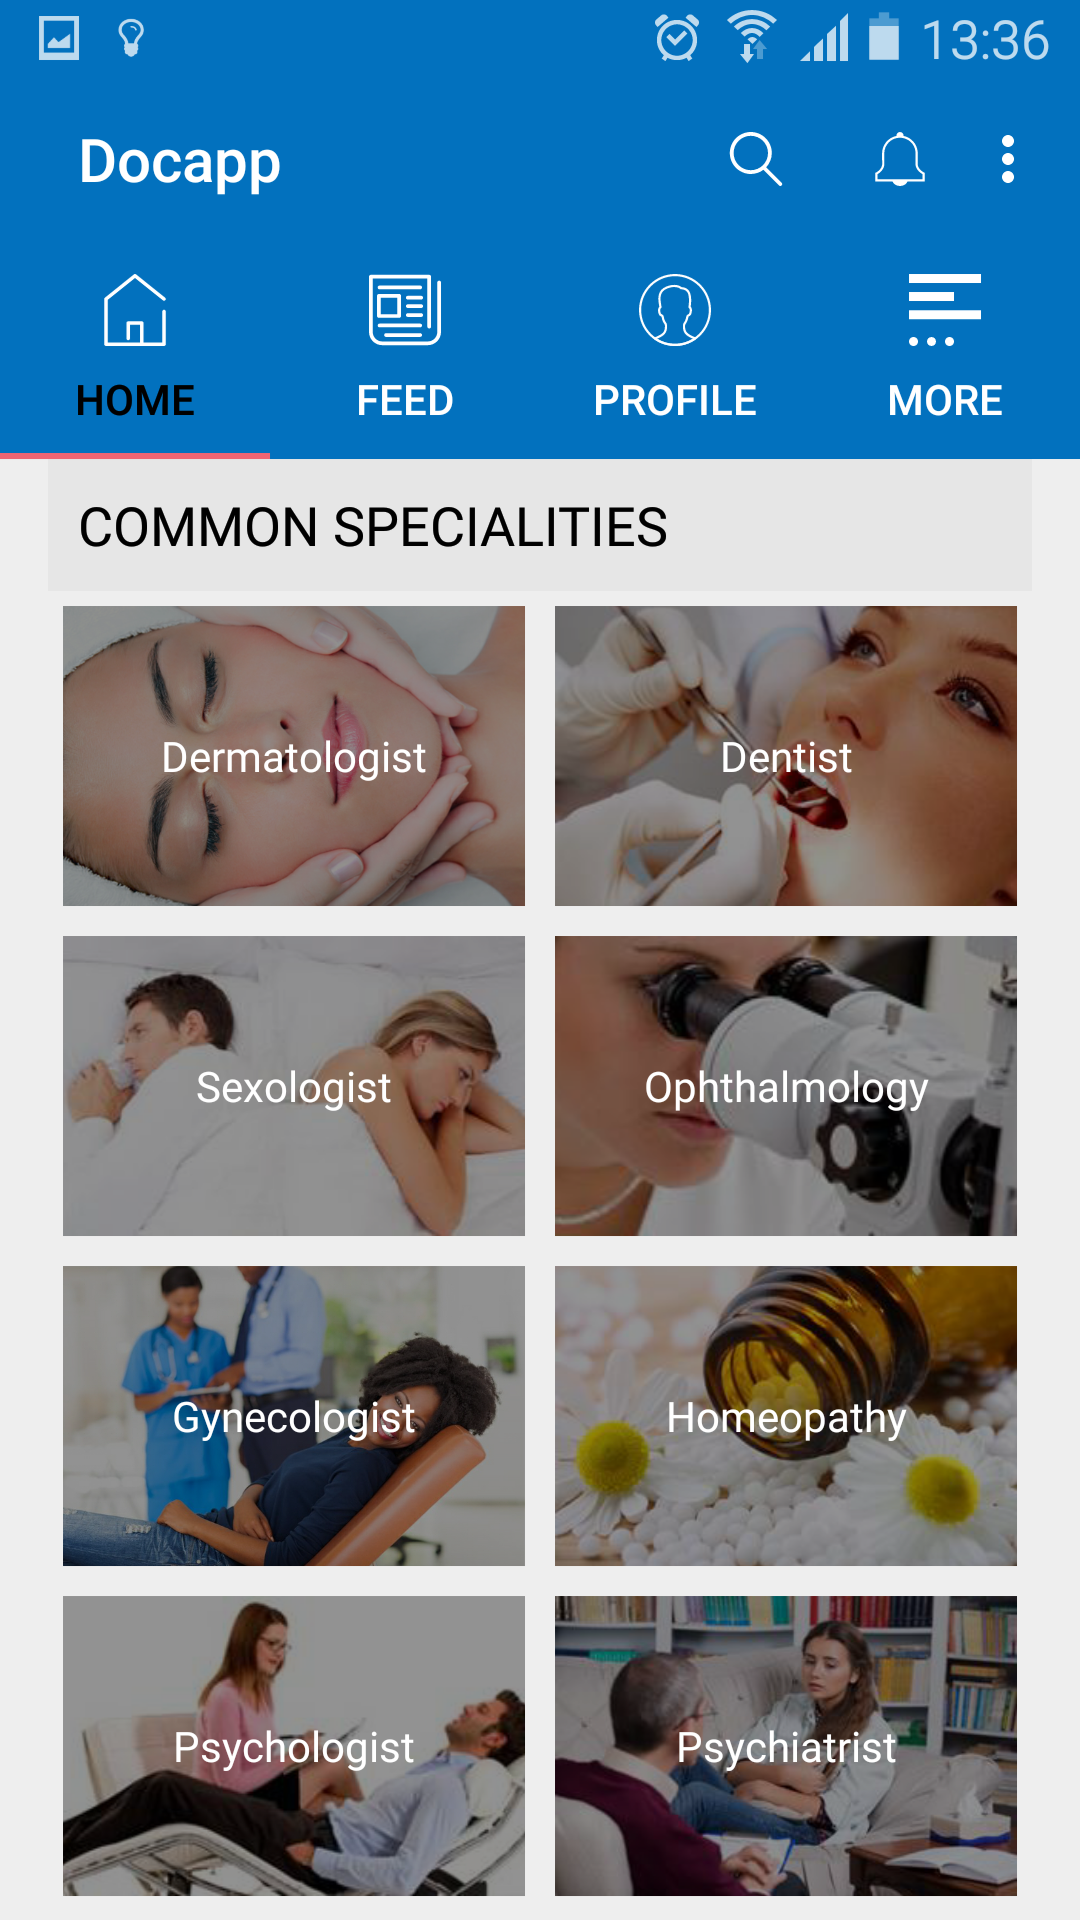 13:36
Docapp
HOME
FEED
PROFILE
MORE
COMMON SPECIALITIES
Dermatologist
Dentist
Sexologist
Ophthalmology
Gynecologist
Homeopathy
Psychologist
Psychiatrist